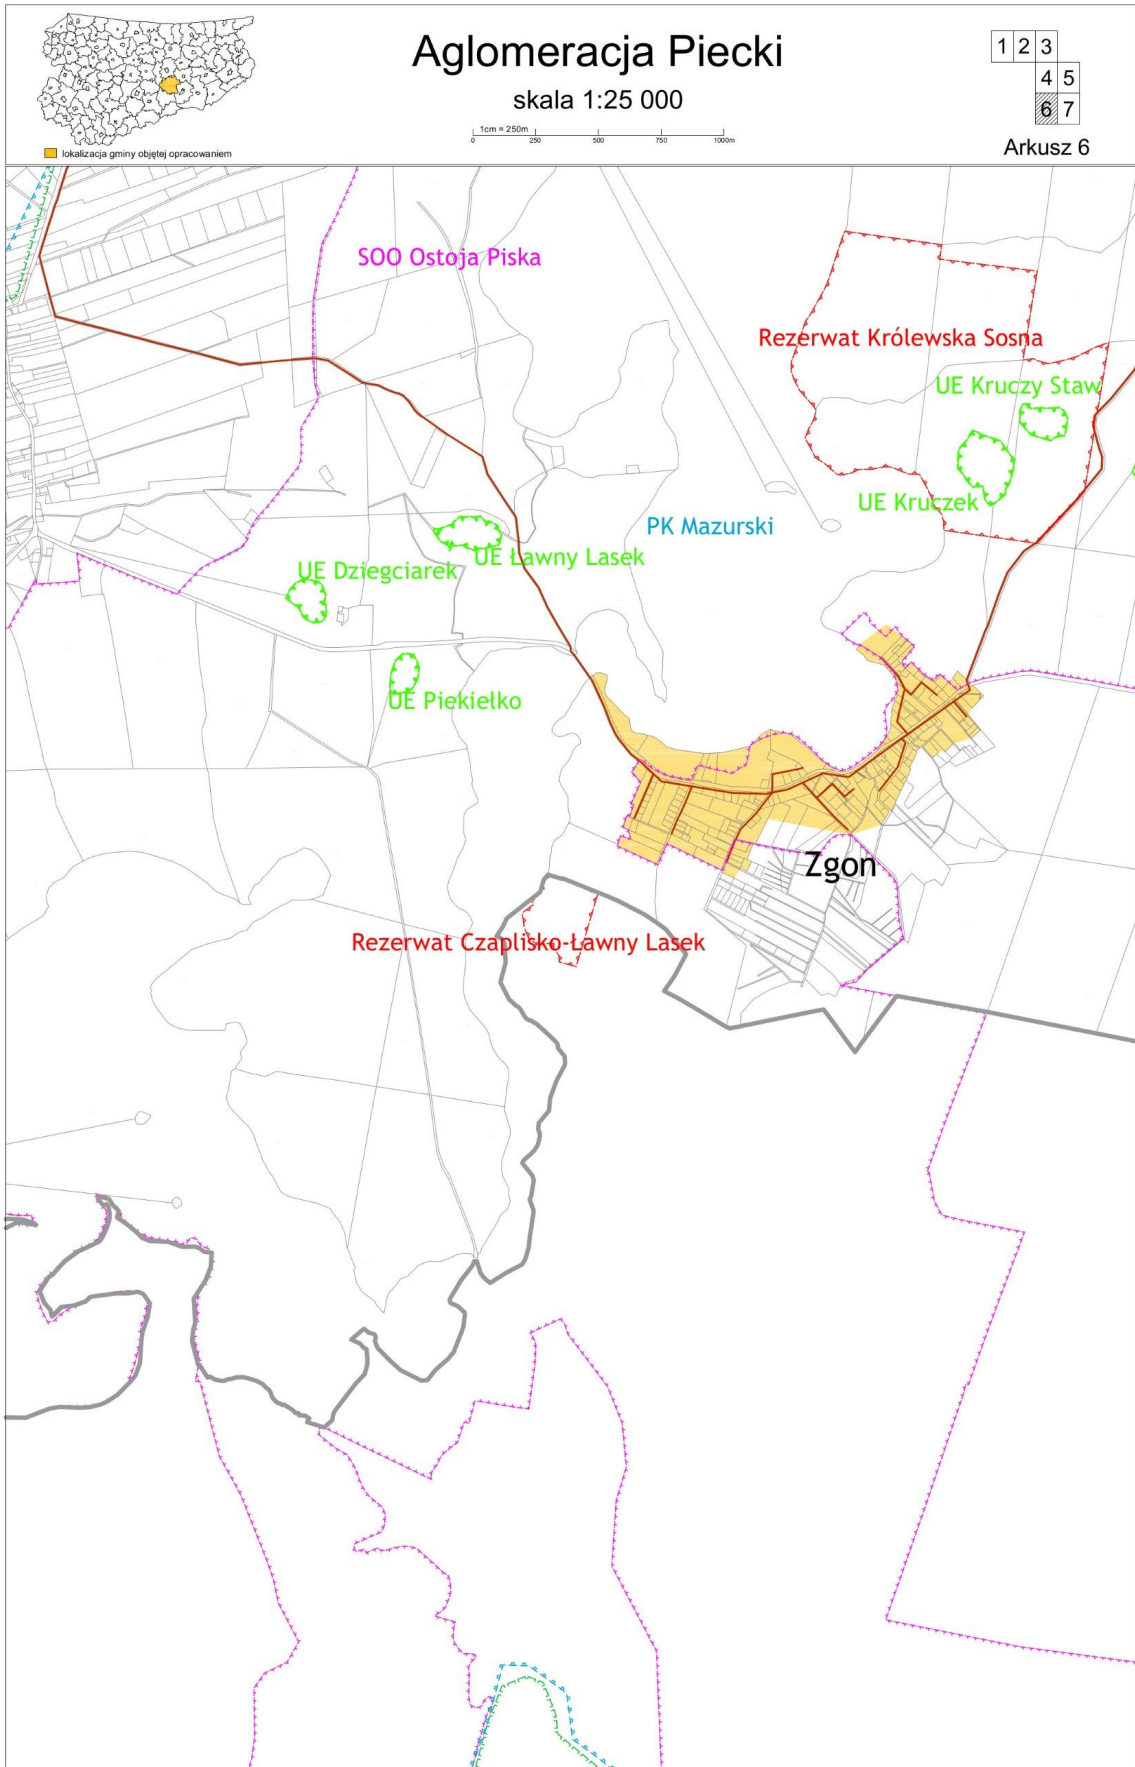 Aglomeracja Piecki
skala 1:25 000
1cm = 250m
0 250 500 750 1000m
lokalizacja gminy objętej opracowaniem
1 2 3
4 5
6 7
Arkusz 6
SOO Ostoja Piska
Rezerwat Królewska Sosna
UE Kruczy Staw
UE Kruczek
PK Mazurski
UE Ławny Lasek
UE Dziegciarek
UE Piekiełko
Zgon
Rezerwat Czaplisko-Ławny Lasek